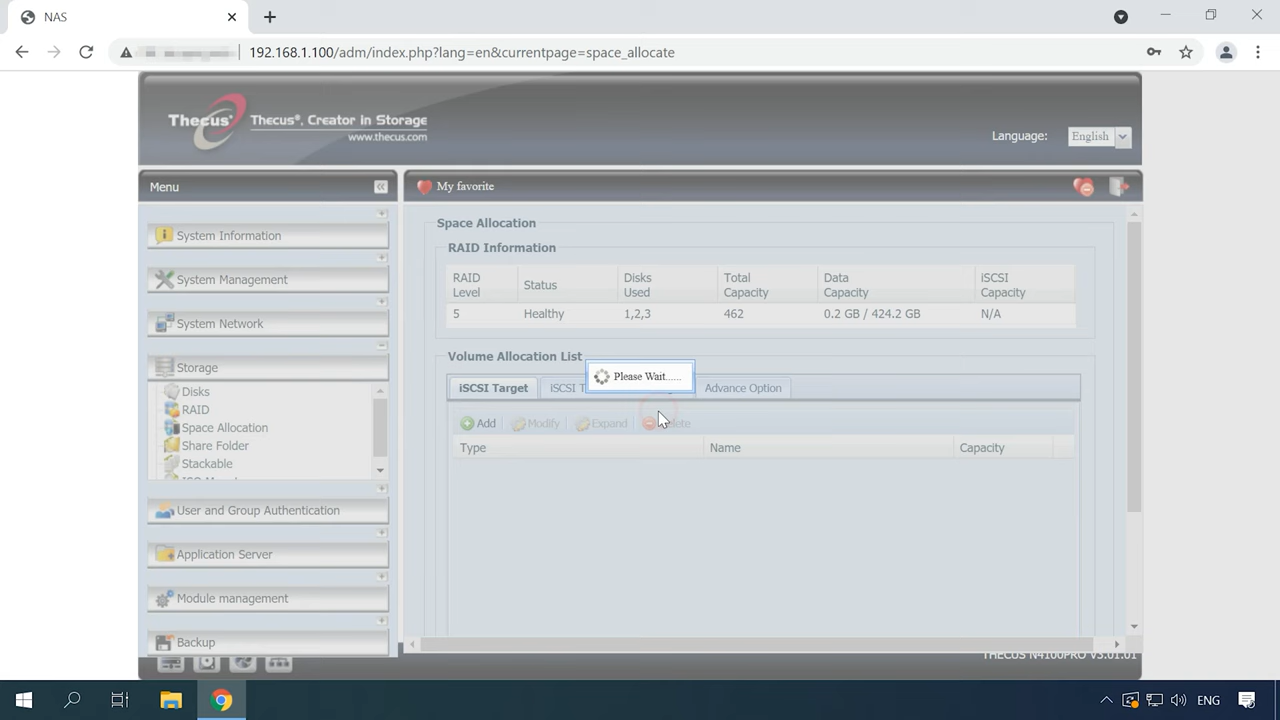 NAS
192.168.1.100/adm/index.php?lang=en&currentpage=space_allocate
Thecus® Thecus®, Creator in Storage
www.thecus.com
Language: English
Menu
My favorite
System Information
System Management
System Network
Storage
Disks
RAID
Space Allocation
Share Folder
Stackable
User and Group Authentication
Application Server
Module management
Backup
Space Allocation
RAID Information
RAID Level Status Disks Used Total Capacity Data Capacity iSCSI Capacity
5 Healthy 1,2,3 462 0.2 GB / 424.2 GB N/A
Volume Allocation List
Please Wait......
iSCSI Target iSCSI T Advance Option
Add Modify Expand Delete
Type Name Capacity
THECUS N4100PRO V3.01.01
ENG